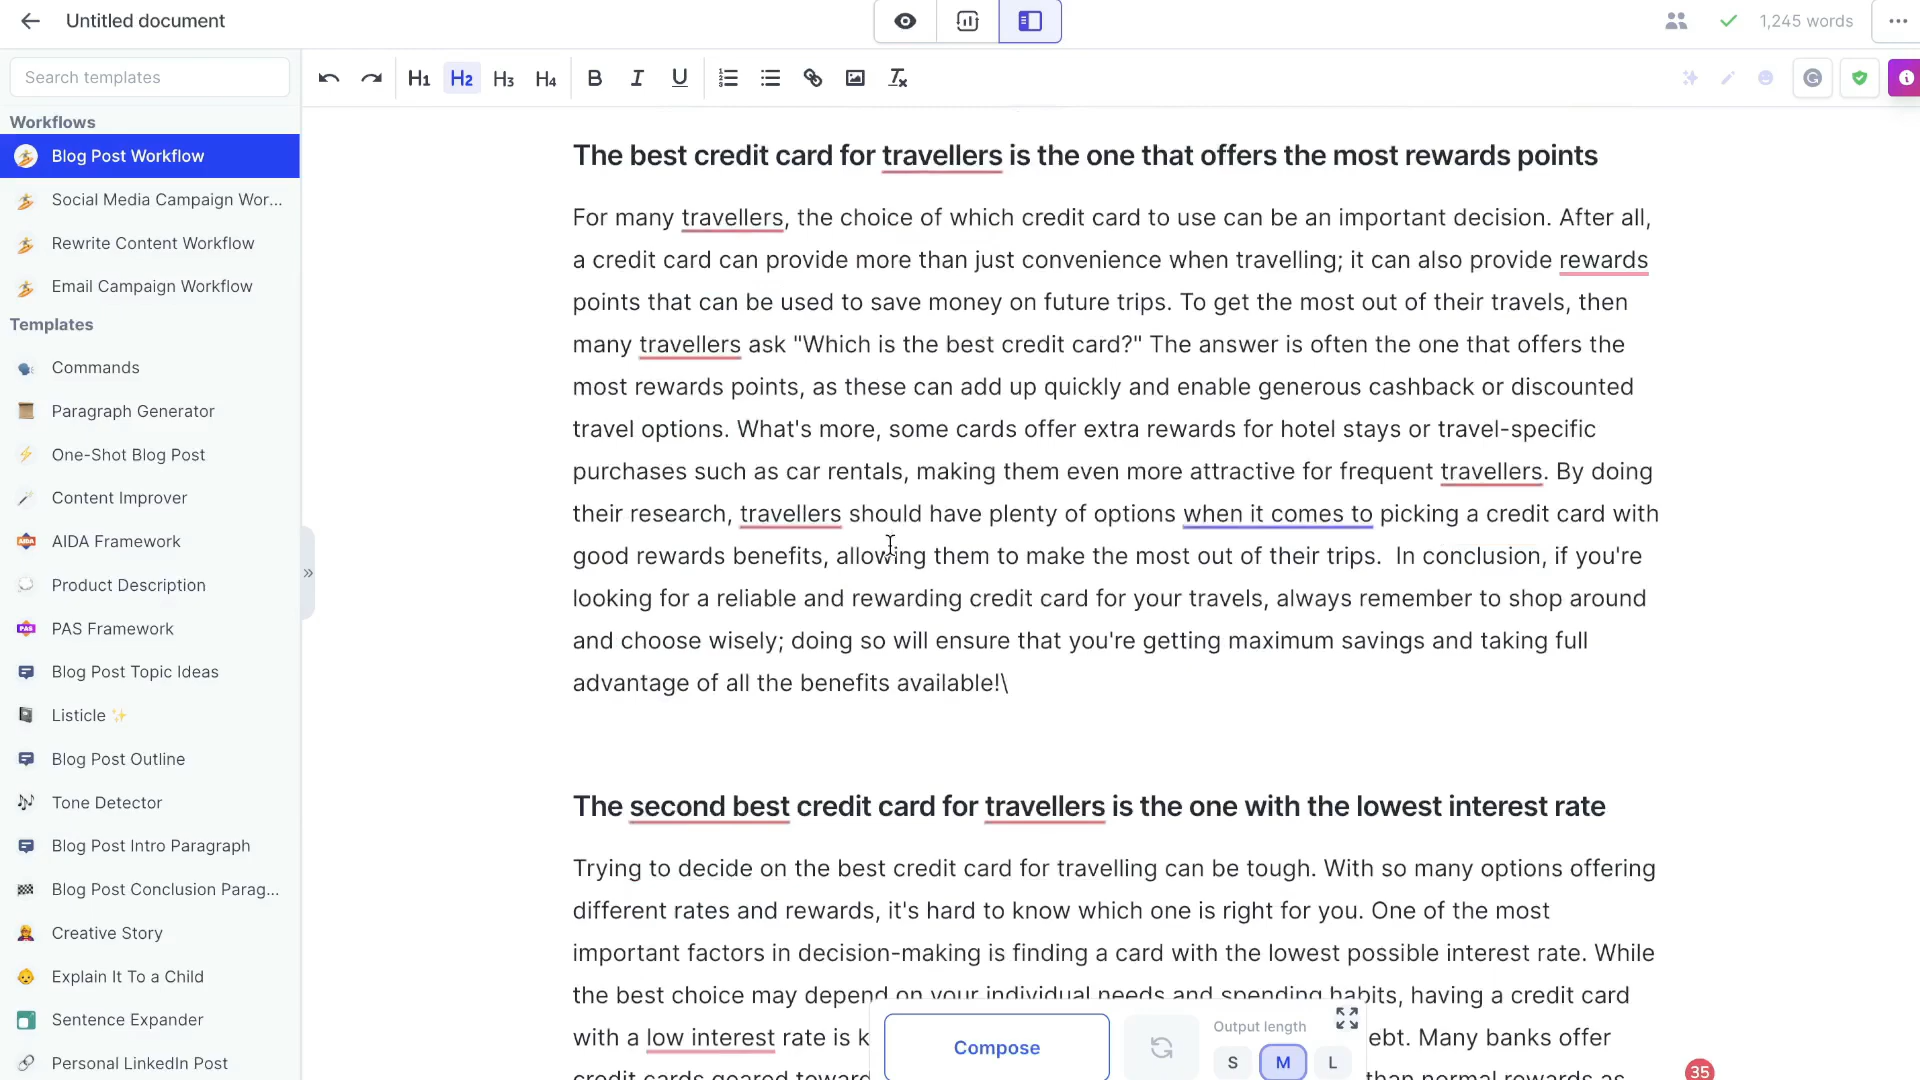 Untitled document
1,245 words
Search templates
H1 H2 H3 H4 B I U
Workflows
Blog Post Workflow
Social Media Campaign Wor...
Rewrite Content Workflow
Email Campaign Workflow
Templates
Commands
Paragraph Generator
One-Shot Blog Post
Content Improver
AIDA Framework
Product Description
PAS Framework
Blog Post Topic Ideas
Listicle ✨
Blog Post Outline
Tone Detector
Blog Post Intro Paragraph
Blog Post Conclusion Parag...
Creative Story
Explain It To a Child
Sentence Expander
Personal LinkedIn Post
The best credit card for travellers is the one that offers the most rewards points
For many travellers, the choice of which credit card to use can be an important decision. After all,
a credit card can provide more than just convenience when travelling; it can also provide rewards
points that can be used to save money on future trips. To get the most out of their travels, then
many travellers ask "Which is the best credit card?" The answer is often the one that offers the
most rewards points, as these can add up quickly and enable generous cashback or discounted
travel options. What's more, some cards offer extra rewards for hotel stays or travel-specific
purchases such as car rentals, making them even more attractive for frequent travellers. By doing
their research, travellers should have plenty of options when it comes to picking a credit card with
good rewards benefits, allowing them to make the most out of their trips.  In conclusion, if you're
looking for a reliable and rewarding credit card for your travels, always remember to shop around
and choose wisely; doing so will ensure that you're getting maximum savings and taking full
advantage of all the benefits available!\
The second best credit card for travellers is the one with the lowest interest rate
Trying to decide on the best credit card for travelling can be tough. With so many options offering
different rates and rewards, it's hard to know which one is right for you. One of the most
important factors in decision-making is finding a card with the lowest possible interest rate. While
the best choice may depend on your individual needs and spending habits, having a credit card
with a low interest rate is k
ebt. Many banks offer
credit cards geared toward
than normal rewards as
Compose
Output length
S M L
35